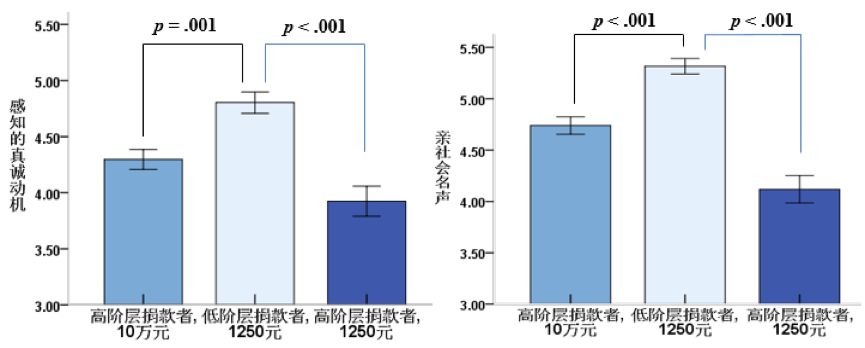 p = .001
p < .001
5.50
5.00
4.50
4.00
3.50
3.00
感知的真诚动机
高阶层捐款者,
10万元
低阶层捐款者,
1250元
高阶层捐款者,
1250元
p < .001
p < .001
5.50
5.00
4.50
4.00
3.50
3.00
亲社会名声
高阶层捐款者,
10万元
低阶层捐款者,
1250元
高阶层捐款者,
1250元